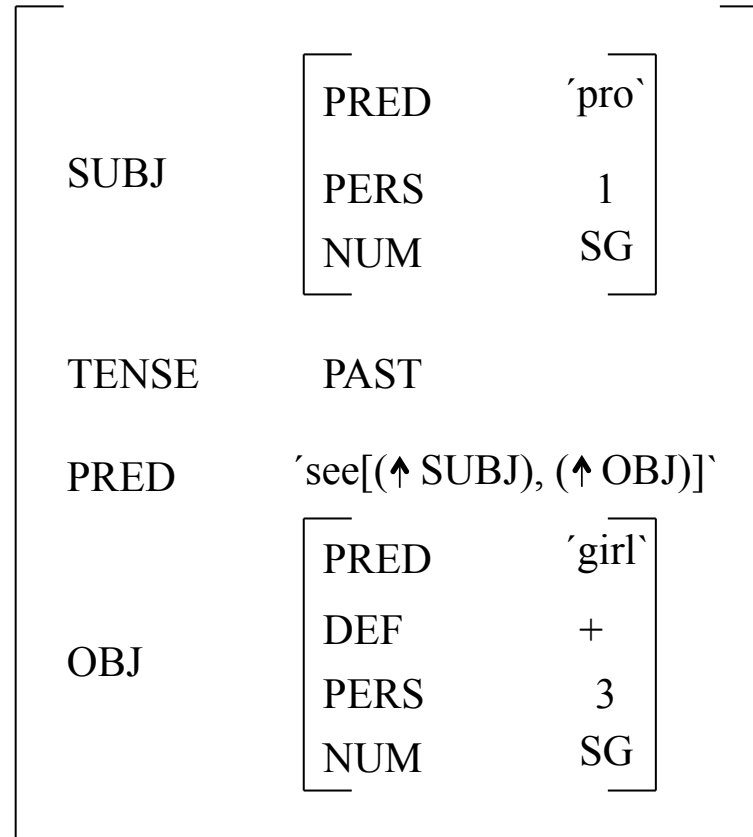 PRED ´pro`
SUBJ
PERS 1
NUM SG
TENSE PAST
PRED ´see[(↑ SUBJ), (↑ OBJ)]`
PRED ´girl`
DEF +
OBJ
PERS 3
NUM SG